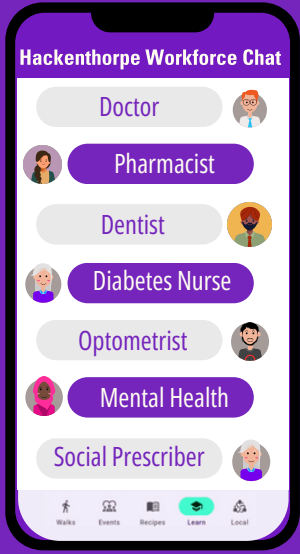 Hackenthorpe Workforce Chat
Doctor
Pharmacist
Dentist
Diabetes Nurse
Optometrist
Mental Health
Social Prescriber
Walks Events Recipes Learn Local